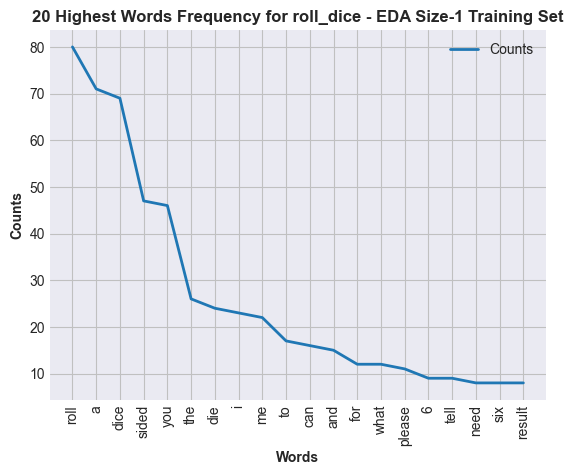 20 Highest Words Frequency for roll_dice - EDA Size-1 Training Set
Counts
80
70
60
50
40
30
20
10
Counts
roll
a
dice
sided
you
the
die
i
me
to
can
and
for
what
please
6
tell
need
six
result
Words